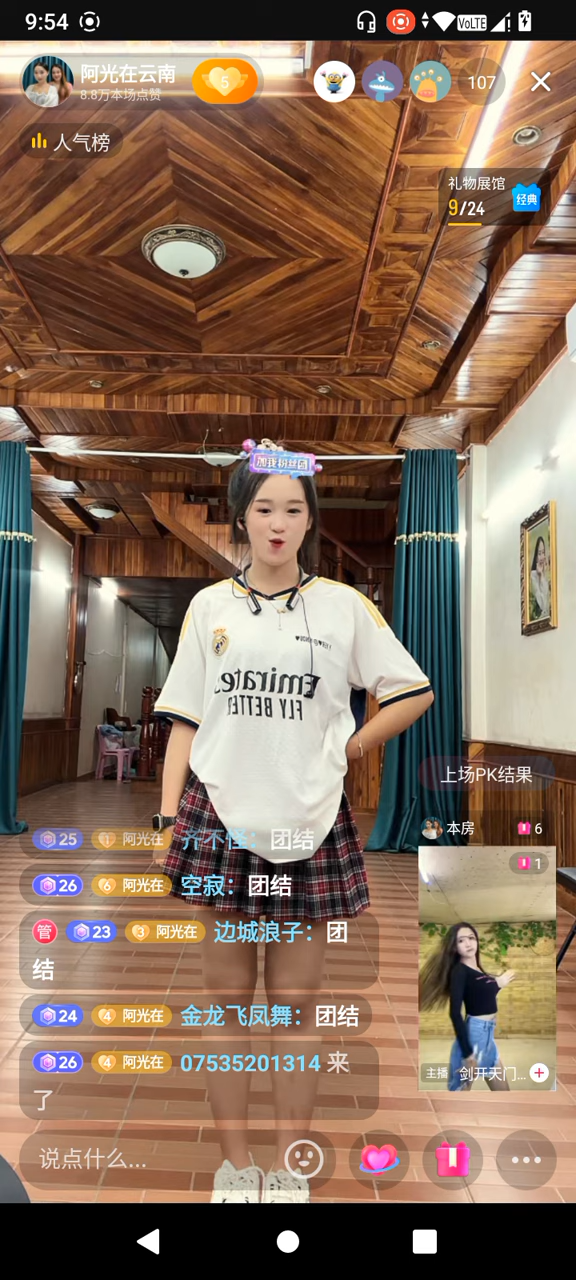 9:54
VoLTE
阿光在云南
8.8万本场点赞
5
107
人气榜
礼物展馆
9/24
经典
加我粉丝团
Emirates
FLY BETTER
上场PK结果
本房
6
1
25 1 阿光在 齐不怪：团结
26 6 阿光在 空寂：团结
管 23 3 阿光在 边城浪子：团
结
24 4 阿光在 金龙飞凤舞：团结
26 4 阿光在 07535201314 来
了
主播 剑开天门...
说点什么...